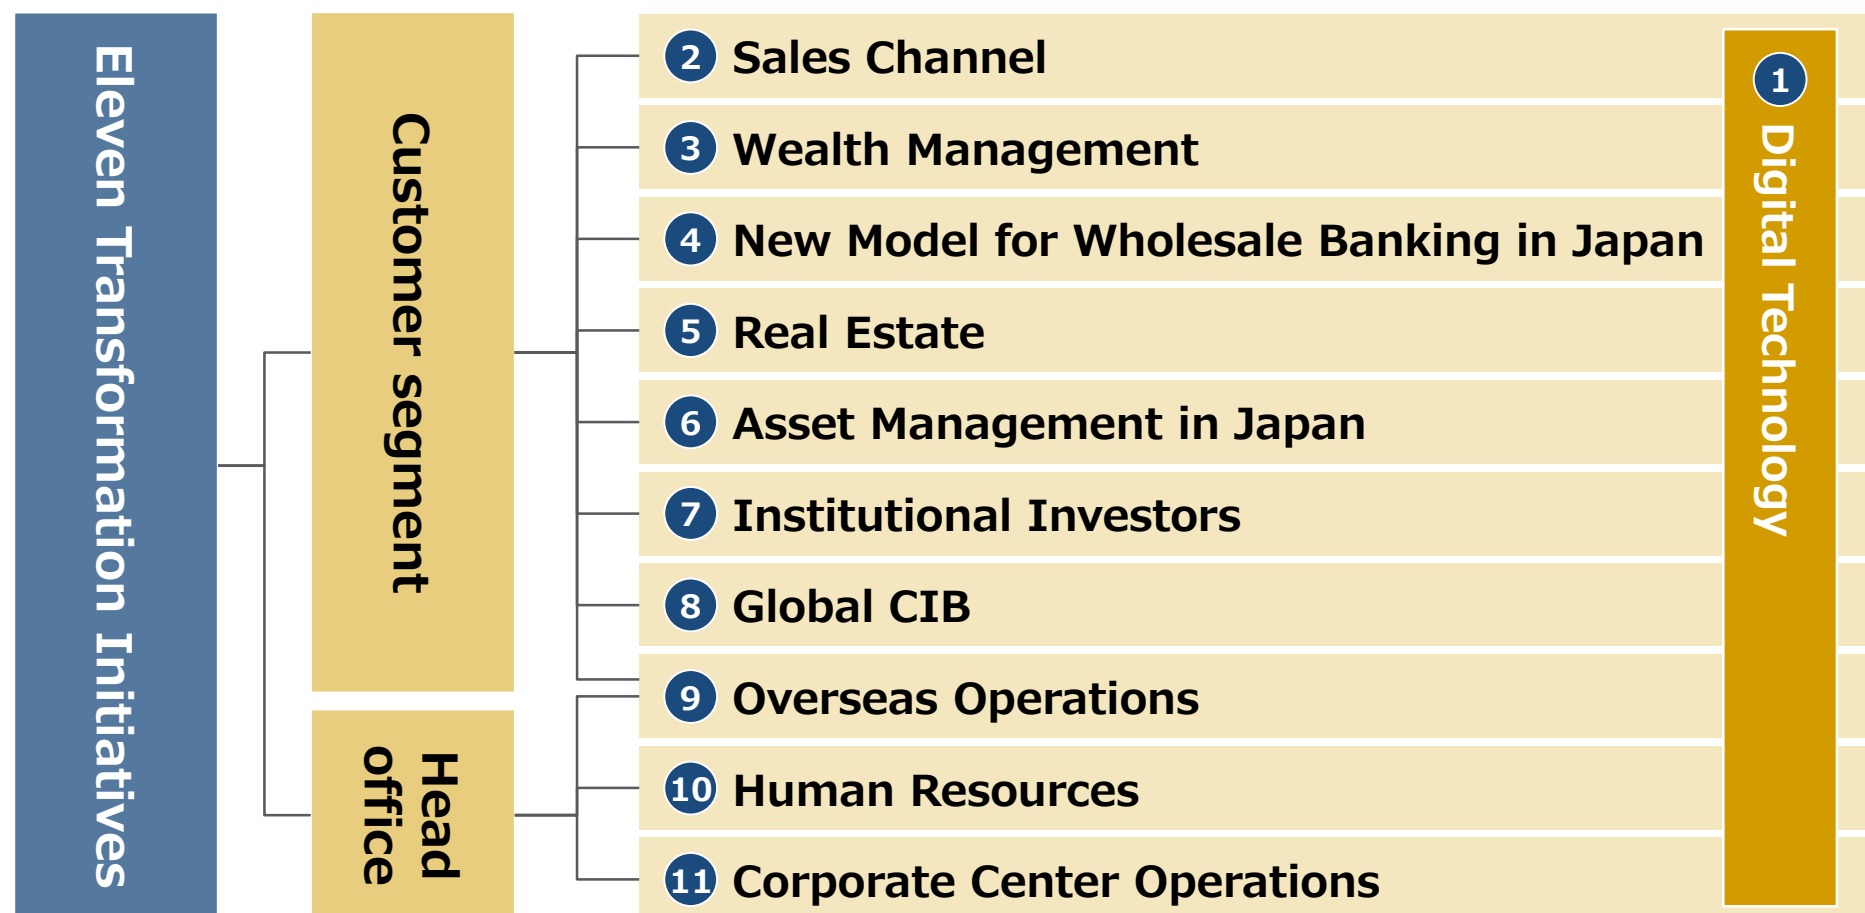 Eleven Transformation Initiatives
Customer segment
Head
office
2 Sales Channel
3 Wealth Management
4 New Model for Wholesale Banking in Japan
5 Real Estate
6 Asset Management in Japan
7 Institutional Investors
8 Global CIB
9 Overseas Operations
10 Human Resources
11 Corporate Center Operations
1 Digital Technology